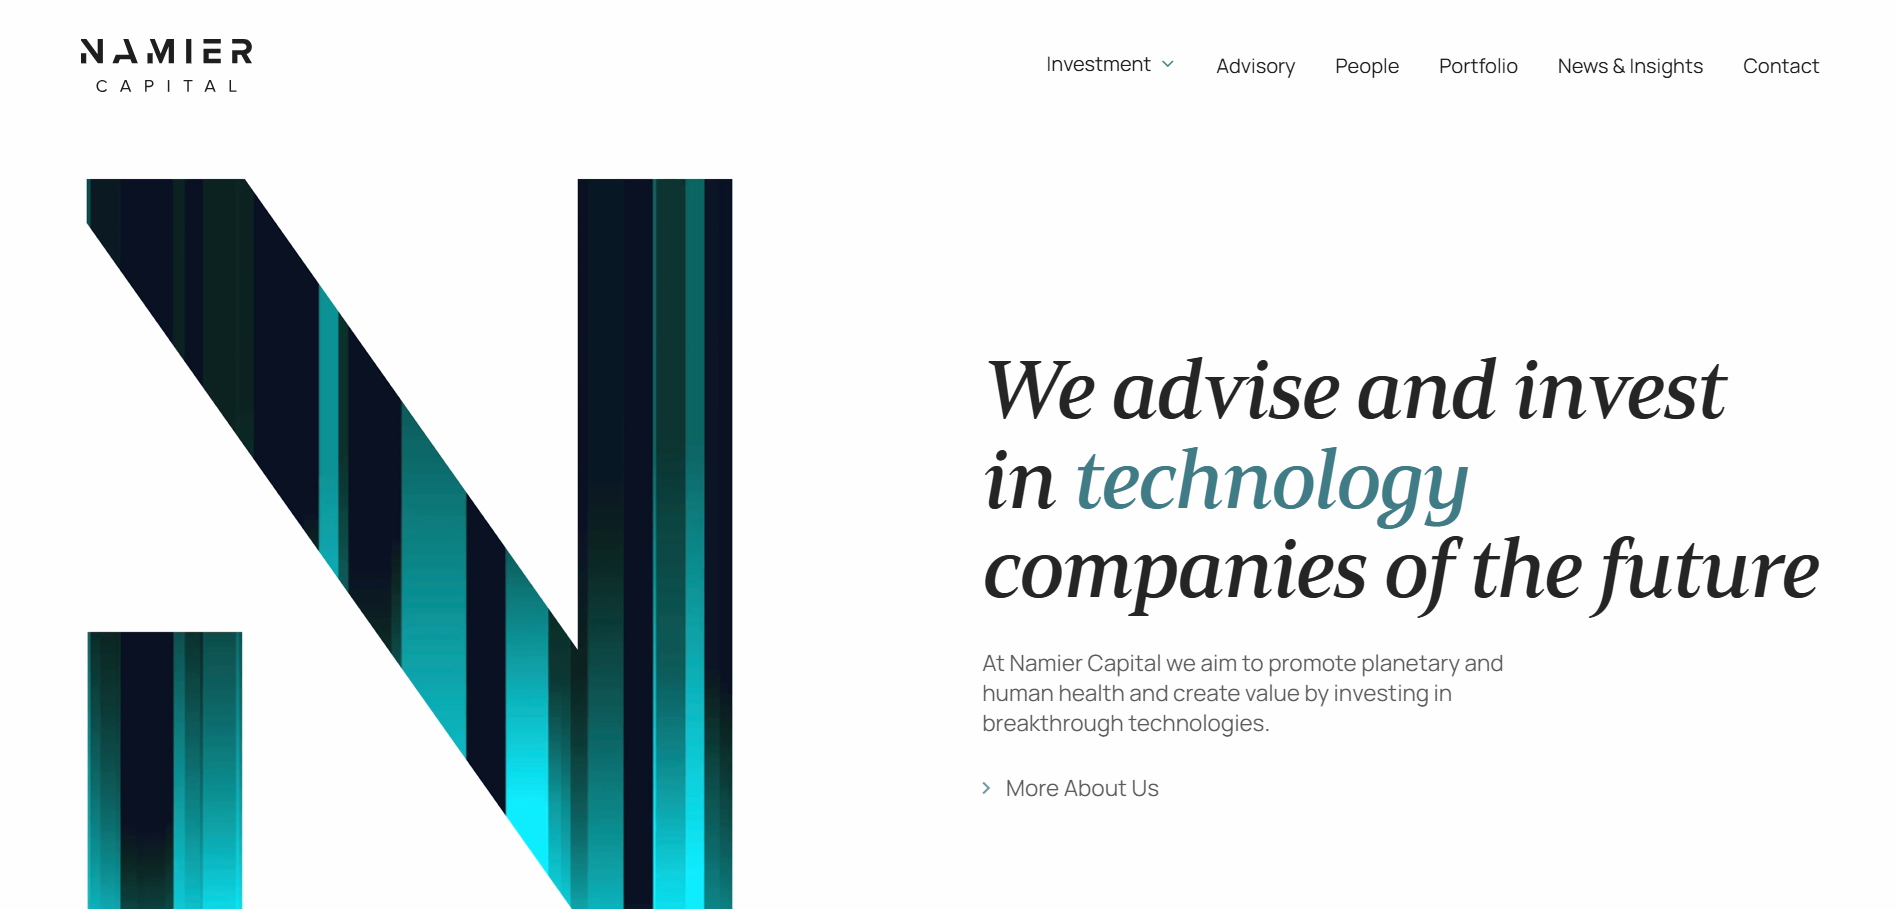 NAMIER
CAPITAL
Investment
Advisory
People
Portfolio
News & Insights
Contact
We advise and invest
in technology
companies of the future
At Namier Capital we aim to promote planetary and
human health and create value by investing in
breakthrough technologies.
More About Us